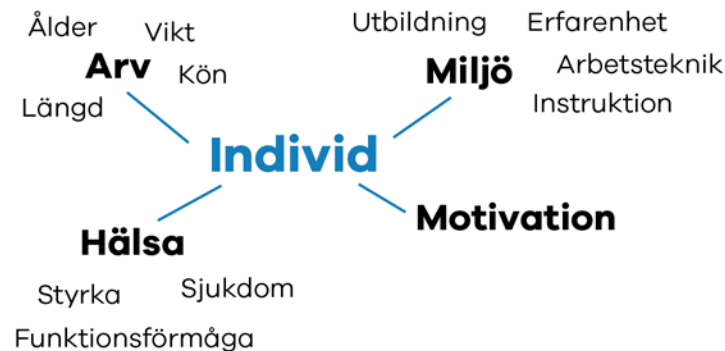 Ålder
Vikt
Arv
Kön
Längd
Utbildning
Erfarenhet
Miljö
Arbetsteknik
Instruktion
Individ
Hälsa
Styrka
Sjukdom
Funktionsförmåga
Motivation